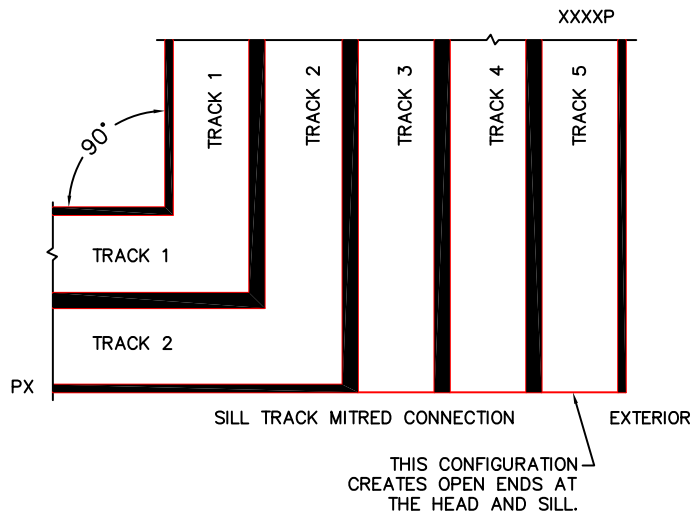 XXXXP
TRACK 1
TRACK 2
TRACK 3
TRACK 4
TRACK 5
90°
TRACK 1
TRACK 2
PX
SILL TRACK MITRED CONNECTION
EXTERIOR
THIS CONFIGURATION
CREATES OPEN ENDS AT
THE HEAD AND SILL.